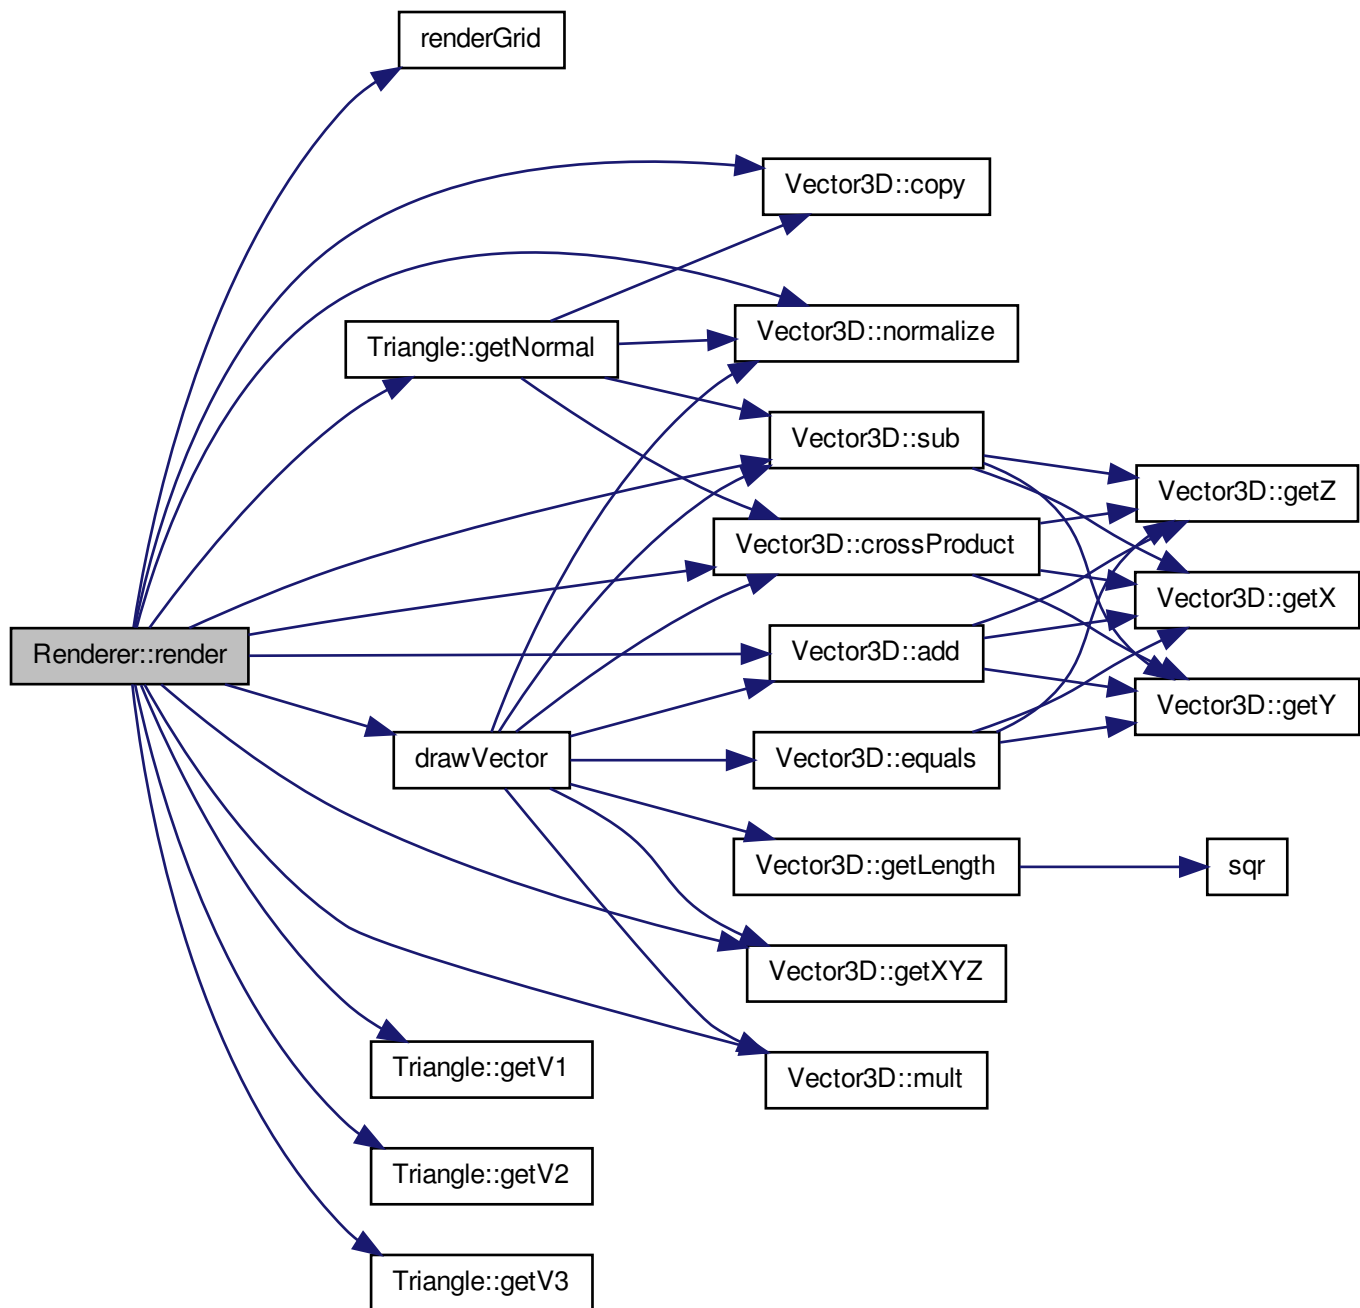 renderGrid
Vector3D::copy
Vector3D::normalize
Triangle::getNormal
Vector3D::sub
Vector3D::getZ
Vector3D::crossProduct
Vector3D::getX
Renderer::render
Vector3D::add
Vector3D::getY
drawVector
Vector3D::equals
Vector3D::getLength
sqr
Vector3D::getXYZ
Triangle::getV1
Vector3D::mult
Triangle::getV2
Triangle::getV3